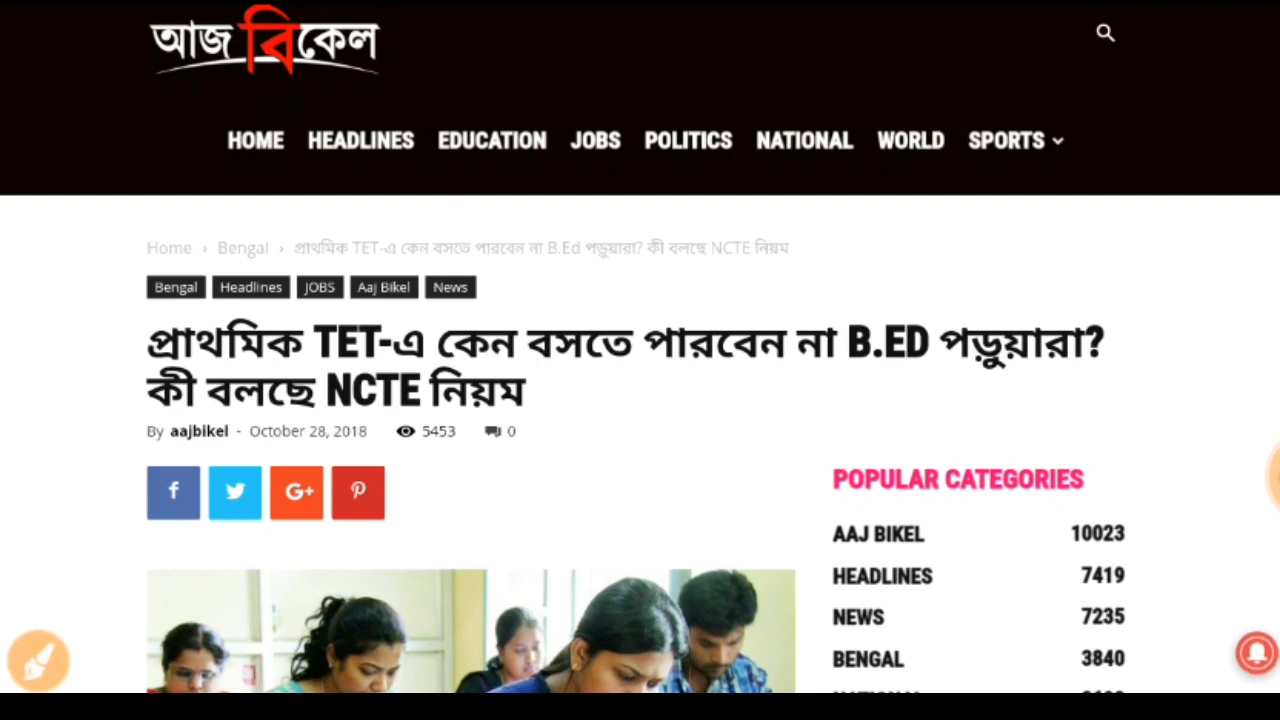 আজ বিকেল
HOME HEADLINES EDUCATION JOBS POLITICS NATIONAL WORLD SPORTS
Home › Bengal › প্রাথমিক TET-এ কেন বসতে পারবেন না B.Ed পড়ুয়ারা? কী বলছে NCTE নিয়ম
Bengal Headlines JOBS Aaj Bikel News
প্রাথমিক TET-এ কেন বসতে পারবেন না B.ED পড়ুয়ারা?
কী বলছে NCTE নিয়ম
By aajbikel - October 28, 2018 5453 0
f G+
POPULAR CATEGORIES
AAJ BIKEL 10023
HEADLINES 7419
NEWS 7235
BENGAL 3840